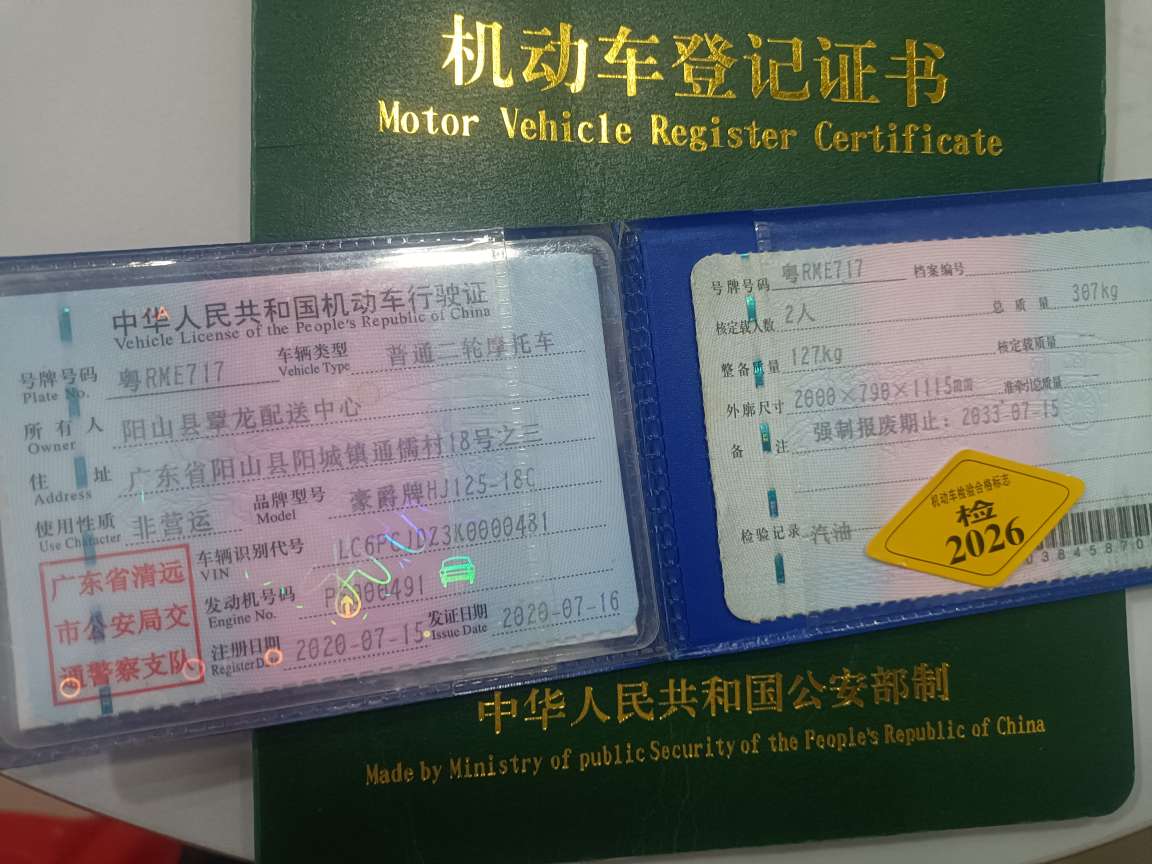 机动车登记证书
Motor Vehicle Register Certificate
中华人民共和国机动车行驶证
Vehicle License of the People's Republic of China
号牌号码 粤RME717 车辆类型 普通二轮摩托车
Plate No. Vehicle Type
所有人 阳山县覃龙配送中心
Owner
住址 广东省阳山县阳城镇通儒村18号之三
Address
使用性质 非营运 品牌型号 豪爵牌HJ125-18C
Use Character Model
广东省清远
市公安局交
通警察支队
车辆识别代号
VIN
发动机号码
Engine No.
注册日期 2020-07-15 发证日期 2020-07-16
Register Issue Date
号牌号码 粤RME717 档案编号
核定载人数 2人 总质量 307kg
整备质量 127kg 核定载质量
外廓尺寸 2000×790×1115mm 准牵引总质量
备注 强制报废期止：2033-07-15
检验记录 汽油
机动车检验合格标志
检
2026
中华人民共和国公安部制
Made by Ministry of public Security of the People's Republic of China